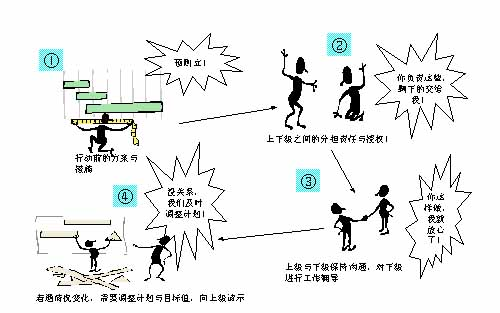 ①
预则立!
行动前的方案与
措施
②
你负责这些,
剩下的交给
我!
上下级之间的分担责任与授权!
③
你这
样做,
我就
放心
了!
上级与下级保持沟通,对下级
进行工作辅导
④
没关系,
我们及时
调整计划!
若遇情况变化,需要调整计划与目标值,向上级请示